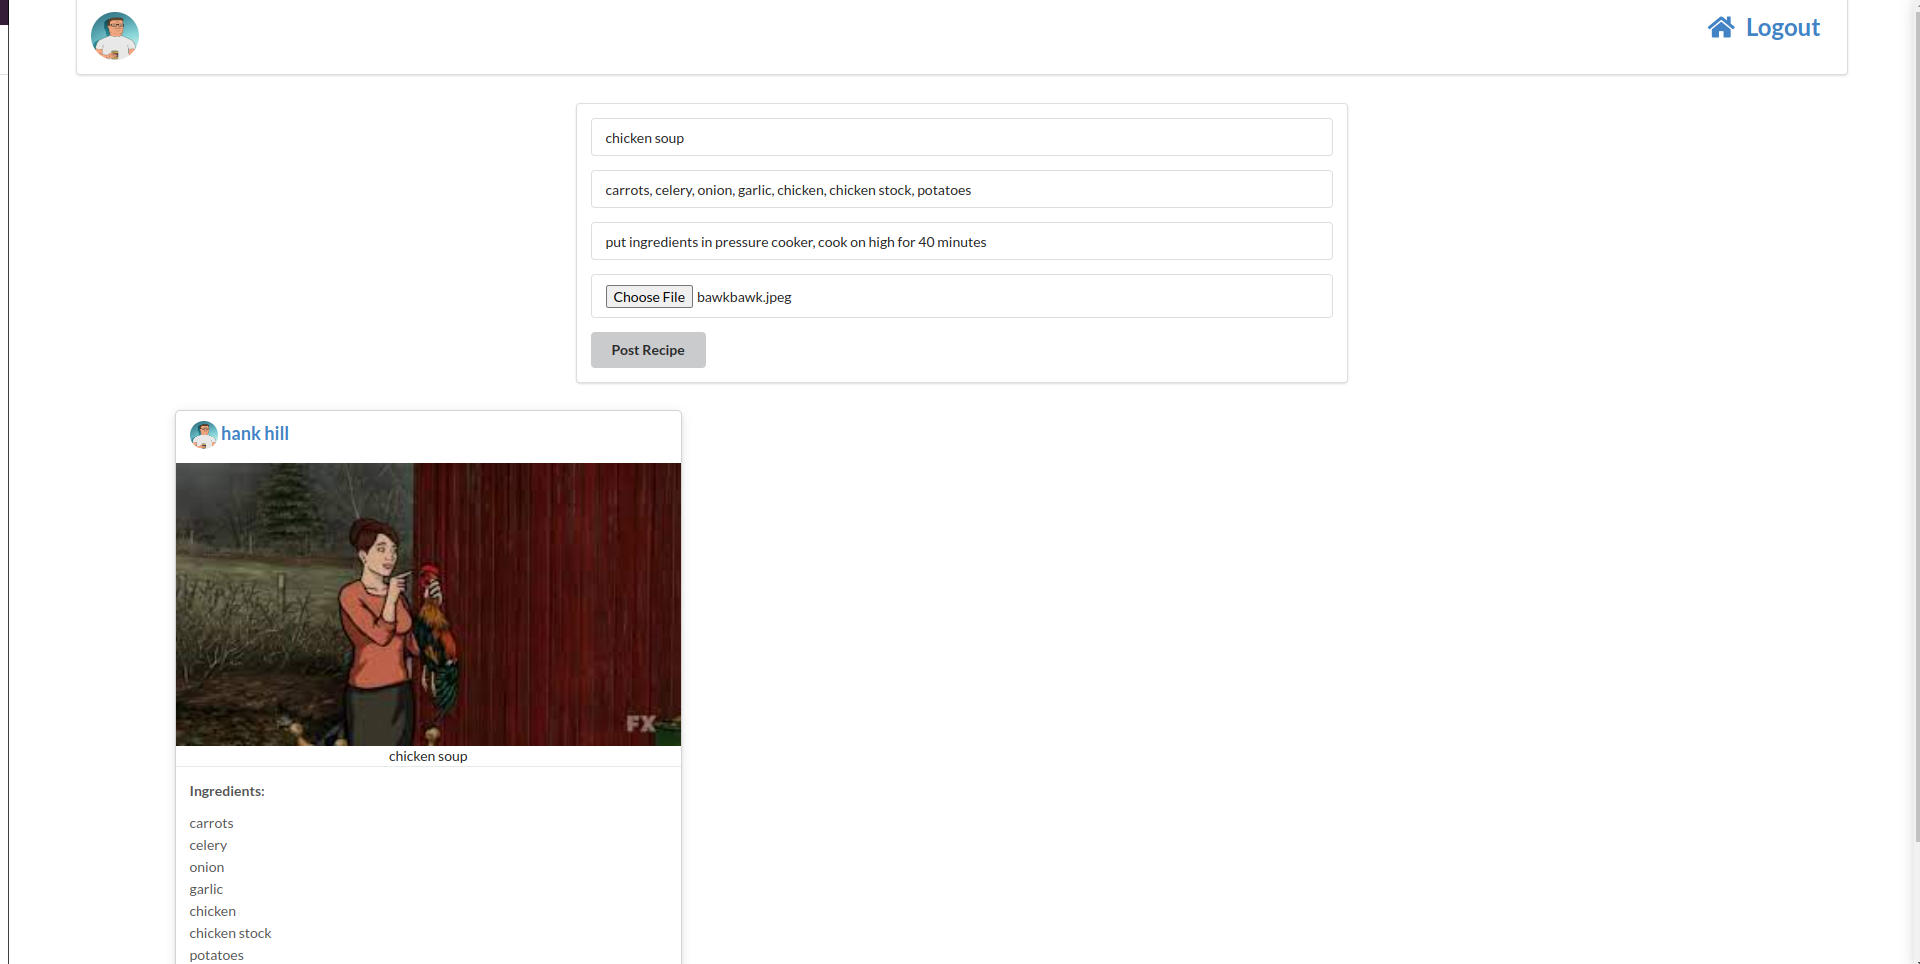 Logout
chicken soup
carrots, celery, onion, garlic, chicken, chicken stock, potatoes
put ingredients in pressure cooker, cook on high for 40 minutes
Choose File bawkbawk.jpeg
Post Recipe
hank hill
FX
chicken soup
Ingredients:
carrots
celery
onion
garlic
chicken
chicken stock
potatoes